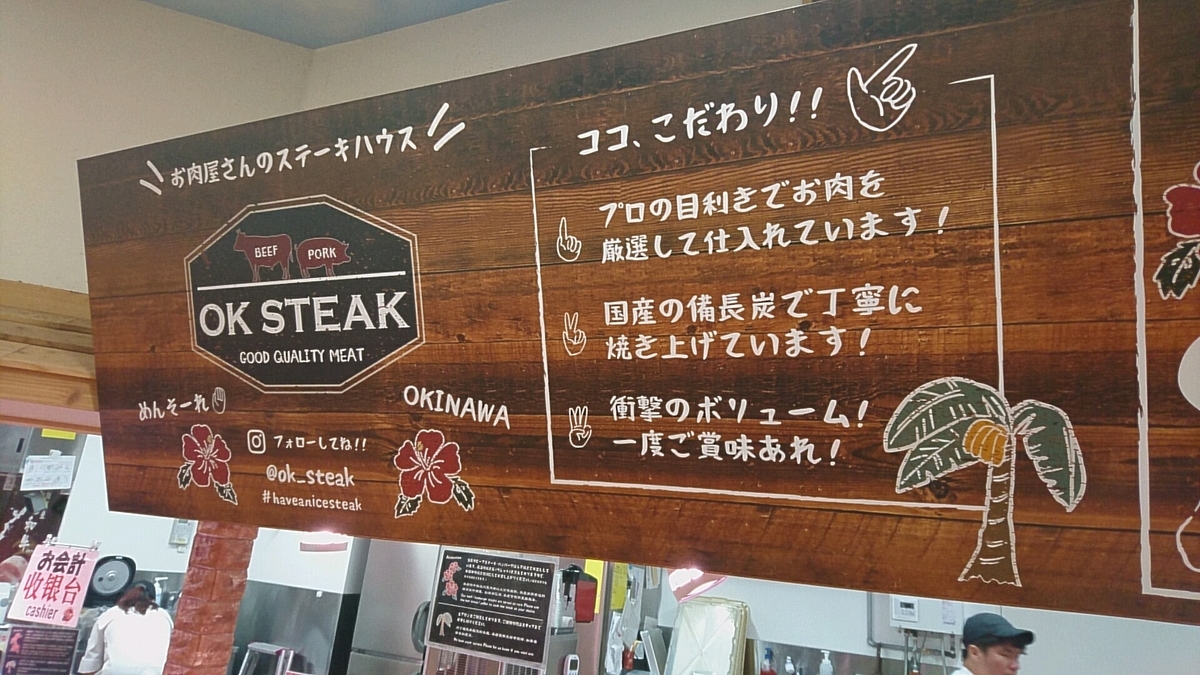 お肉屋さんのステーキハウス
BEEF PORK
OK STEAK
GOOD QUALITY MEAT
めんそーれ
OKINAWA
フォローしてね!!
@ok_steak
#haveanicesteak
ココ、こだわり!!
プロの目利きでお肉を
厳選して仕入れています!
国産の備長炭で丁寧に
焼き上げています!
衝撃のボリューム!
一度ご賞味あれ!
お会計
收银台
cashier